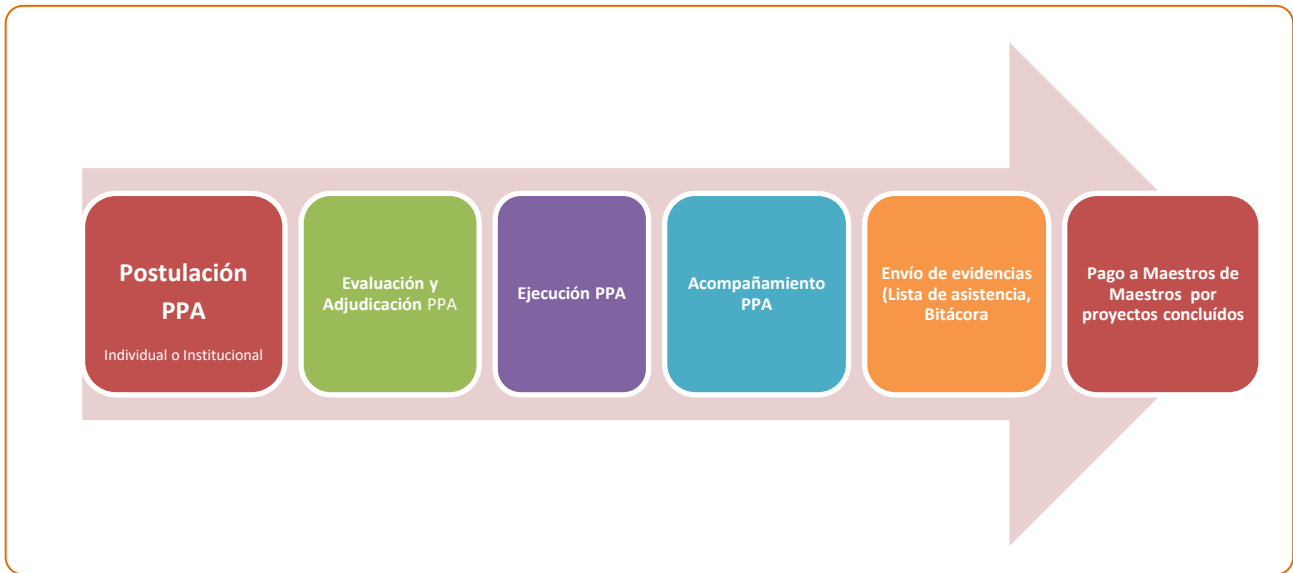 Postulación
PPA
Individual o Institucional
Evaluación y
Adjudicación PPA
Ejecución PPA
Acompañamiento
PPA
Envío de evidencias
(Lista de asistencia,
Bitácora
Pago a Maestros de
Maestros por
proyectos concluídos